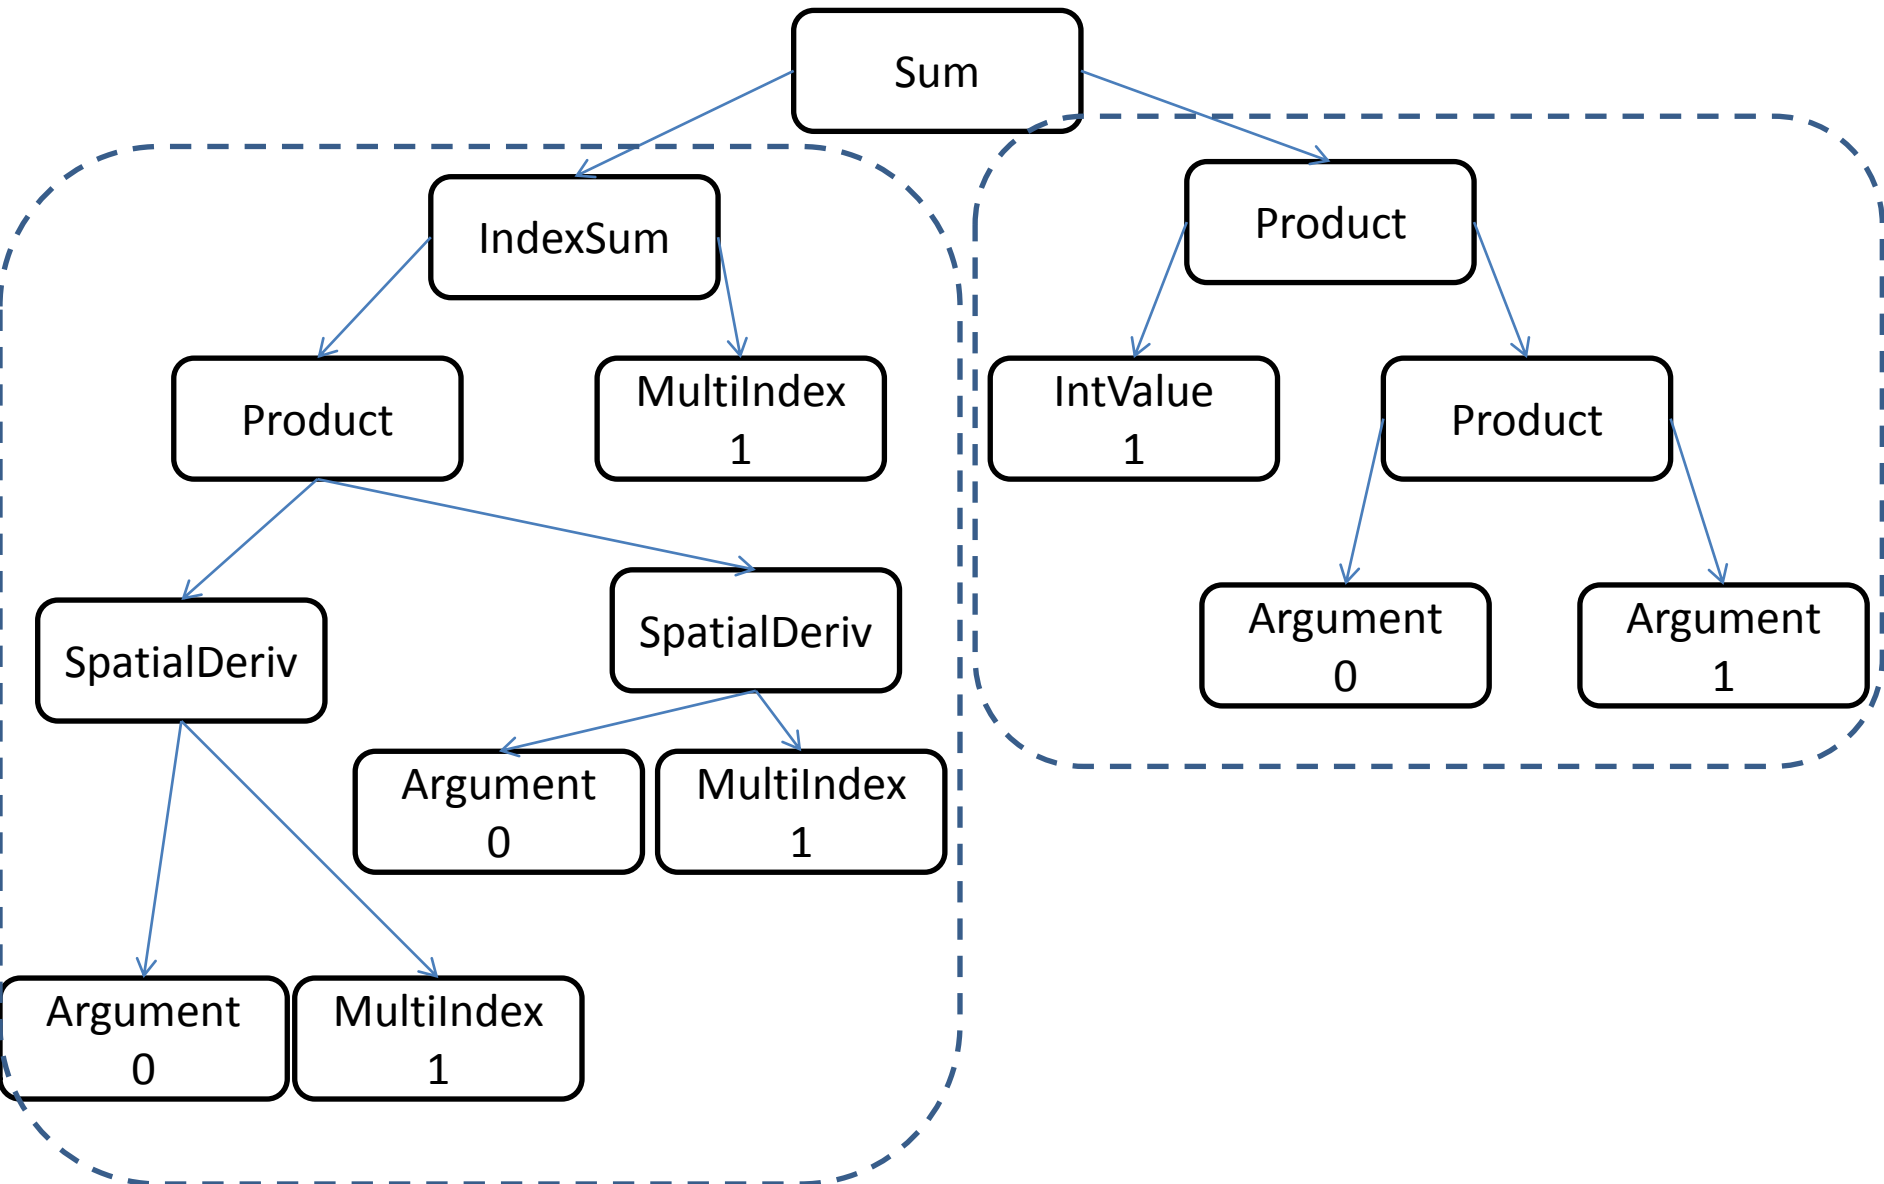 Sum
IndexSum
Product
Product
MultiIndex
1
IntValue
1
Product
SpatialDeriv
SpatialDeriv
Argument
0
Argument
1
Argument
0
MultiIndex
1
Argument
0
MultiIndex
1